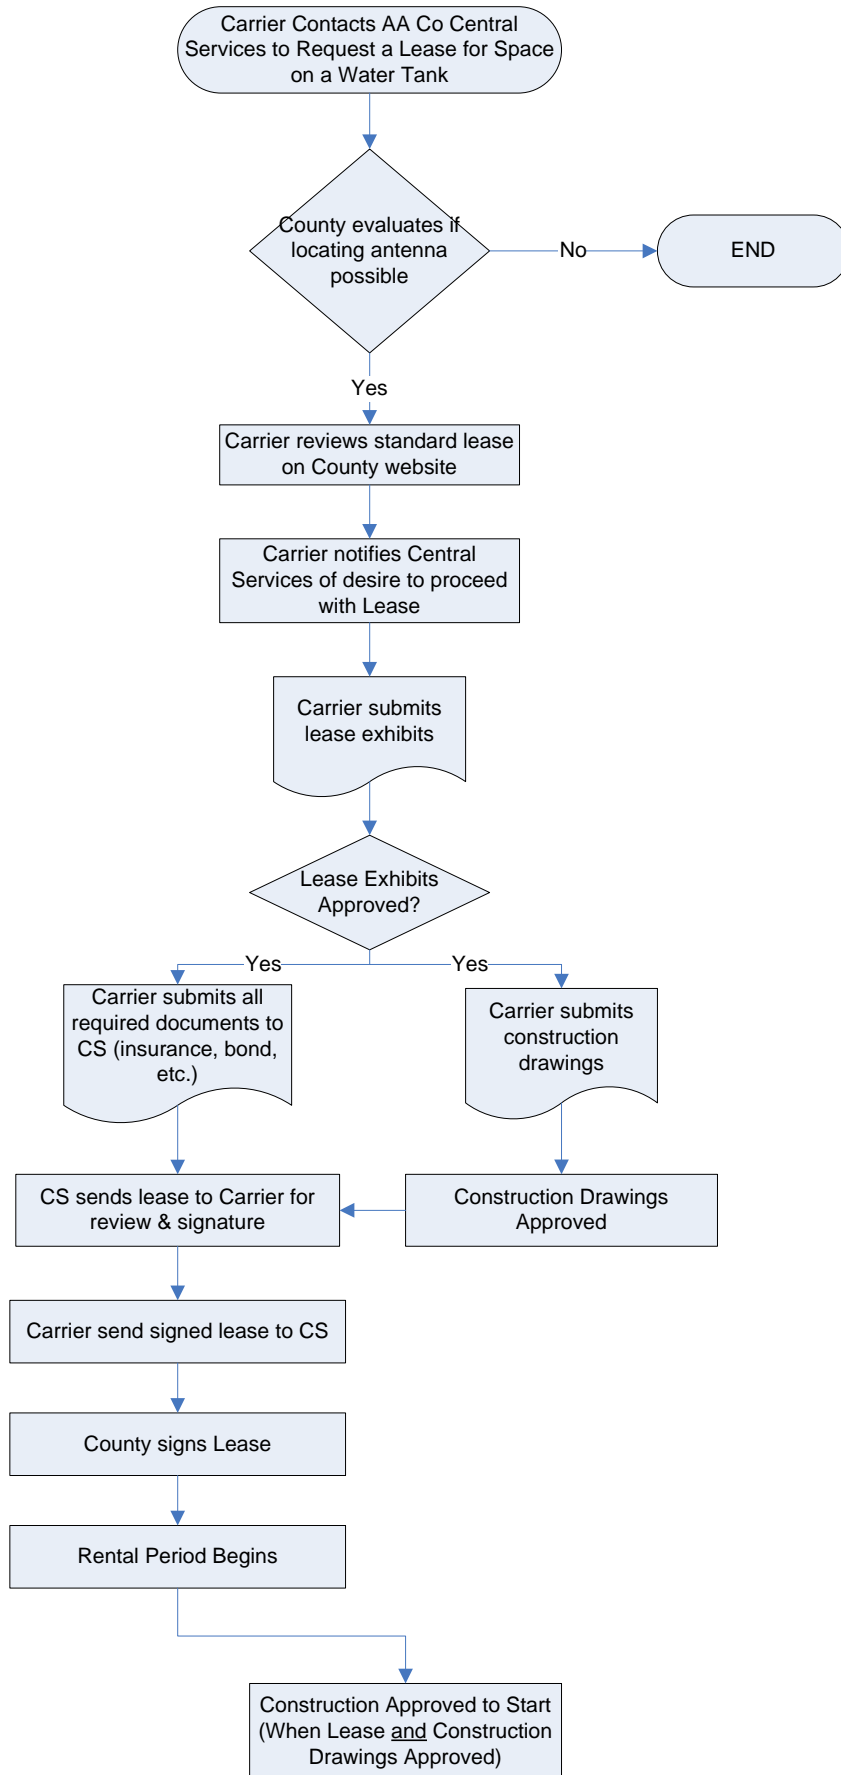 Carrier Contacts AA Co Central
Services to Request a Lease for Space
on a Water Tank
County evaluates if
locating antenna
possible
No
END
Yes
Carrier reviews standard lease
on County website
Carrier notifies Central
Services of desire to proceed
with Lease
Carrier submits
lease exhibits
Lease Exhibits
Approved?
Yes
Yes
Carrier submits all
required documents to
CS (insurance, bond,
etc.)
Carrier submits
construction
drawings
CS sends lease to Carrier for
review & signature
Construction Drawings
Approved
Carrier send signed lease to CS
County signs Lease
Rental Period Begins
Construction Approved to Start
(When Lease and Construction
Drawings Approved)